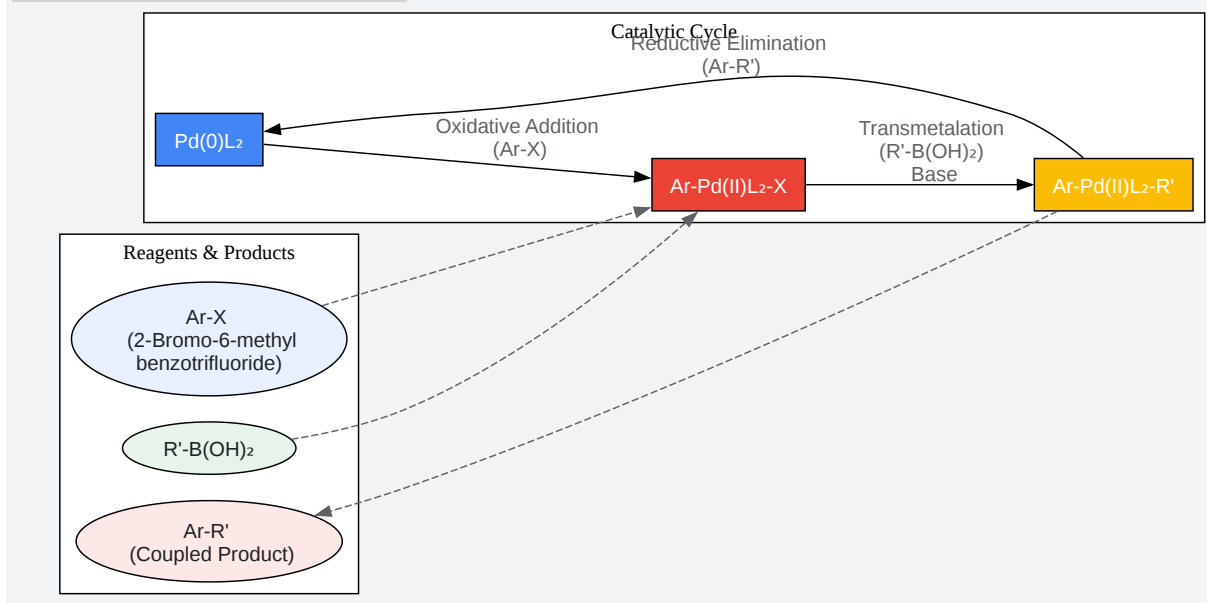 Catalytic Cycle
Reductive Elimination
(Ar-R')
Pd(0)L₂
Oxidative Addition
(Ar-X)
Ar-Pd(II)L₂-X
Transmetalation
(R'-B(OH)₂)
Base
Ar-Pd(II)L₂-R'
Reagents & Products
Ar-X
(2-Bromo-6-methyl
benzotrifluoride)
R'-B(OH)₂
Ar-R'
(Coupled Product)